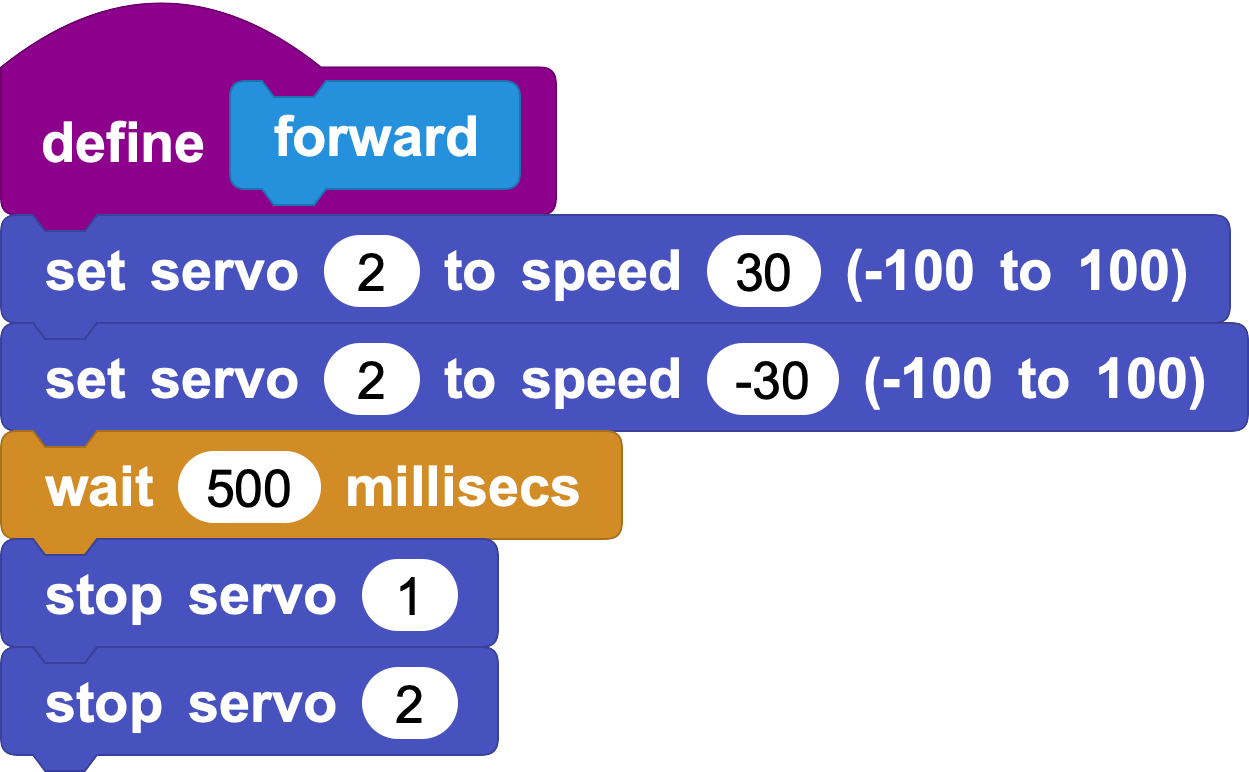 define forward
set servo 2 to speed 30 (-100 to 100)
set servo 2 to speed -30 (-100 to 100)
wait 500 millisecs
stop servo 1
stop servo 2